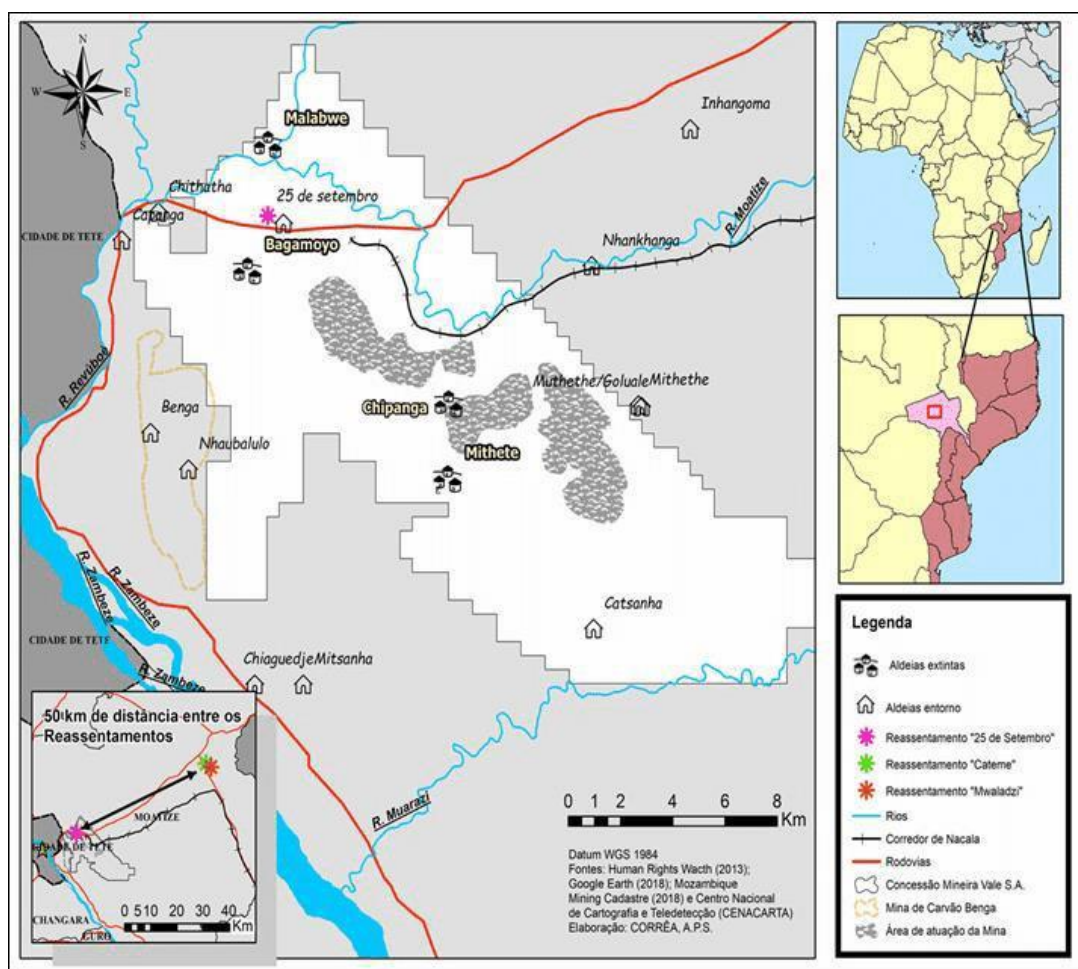 N
W
E
S
Malabwe
Inhangoma
Chithatha
25 de setembro
Capanga
CIDADE DE TETE
Bagamoyo
Nhankhanga
R. Moatize
R. Revúboé
Muthethe/GolualeMithethe
Chipanga
Benga
Nhaubalulo
Mithete
R. Zambeze
R. Zambeze
Catsanha
CIDADE DE TETE
ChiaguedjeMitsanha
R. Zambeze
R. Muarazi
50 km de distância entre os
Reassentamentos
MOATIZE
CIDADE DE TETE
CHANGARA
GURO
0 5 10 20 30 40
Km
0 1 2 4 6 8
Km
Datum WGS 1984
Fontes: Human Rights Wacth (2013);
Google Earth (2018); Mozambique
Mining Cadastre (2018) e Centro Nacional
de Cartografia e Teledetecção (CENACARTA)
Elaboração: CORRÊA, A.P.S.
Legenda
Aldeias extintas
Aldeias entorno
Reassentamento "25 de Setembro"
Reassentamento "Cateme"
Reassentamento "Mwaladzi"
Rios
Corredor de Nacala
Rodovias
Concessão Mineira Vale S.A.
Mina de Carvão Benga
Área de atuação da Mina